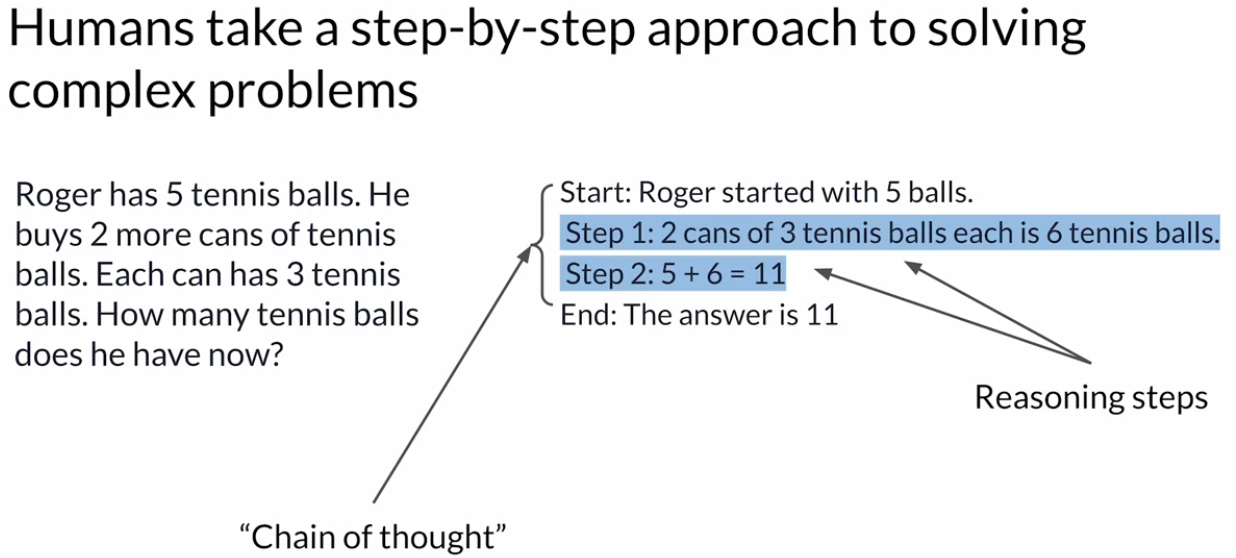 Humans take a step-by-step approach to solving
complex problems
Roger has 5 tennis balls. He
buys 2 more cans of tennis
balls. Each can has 3 tennis
balls. How many tennis balls
does he have now?
Start: Roger started with 5 balls.
Step 1: 2 cans of 3 tennis balls each is 6 tennis balls.
Step 2: 5 + 6 = 11
End: The answer is 11
Reasoning steps
“Chain of thought”